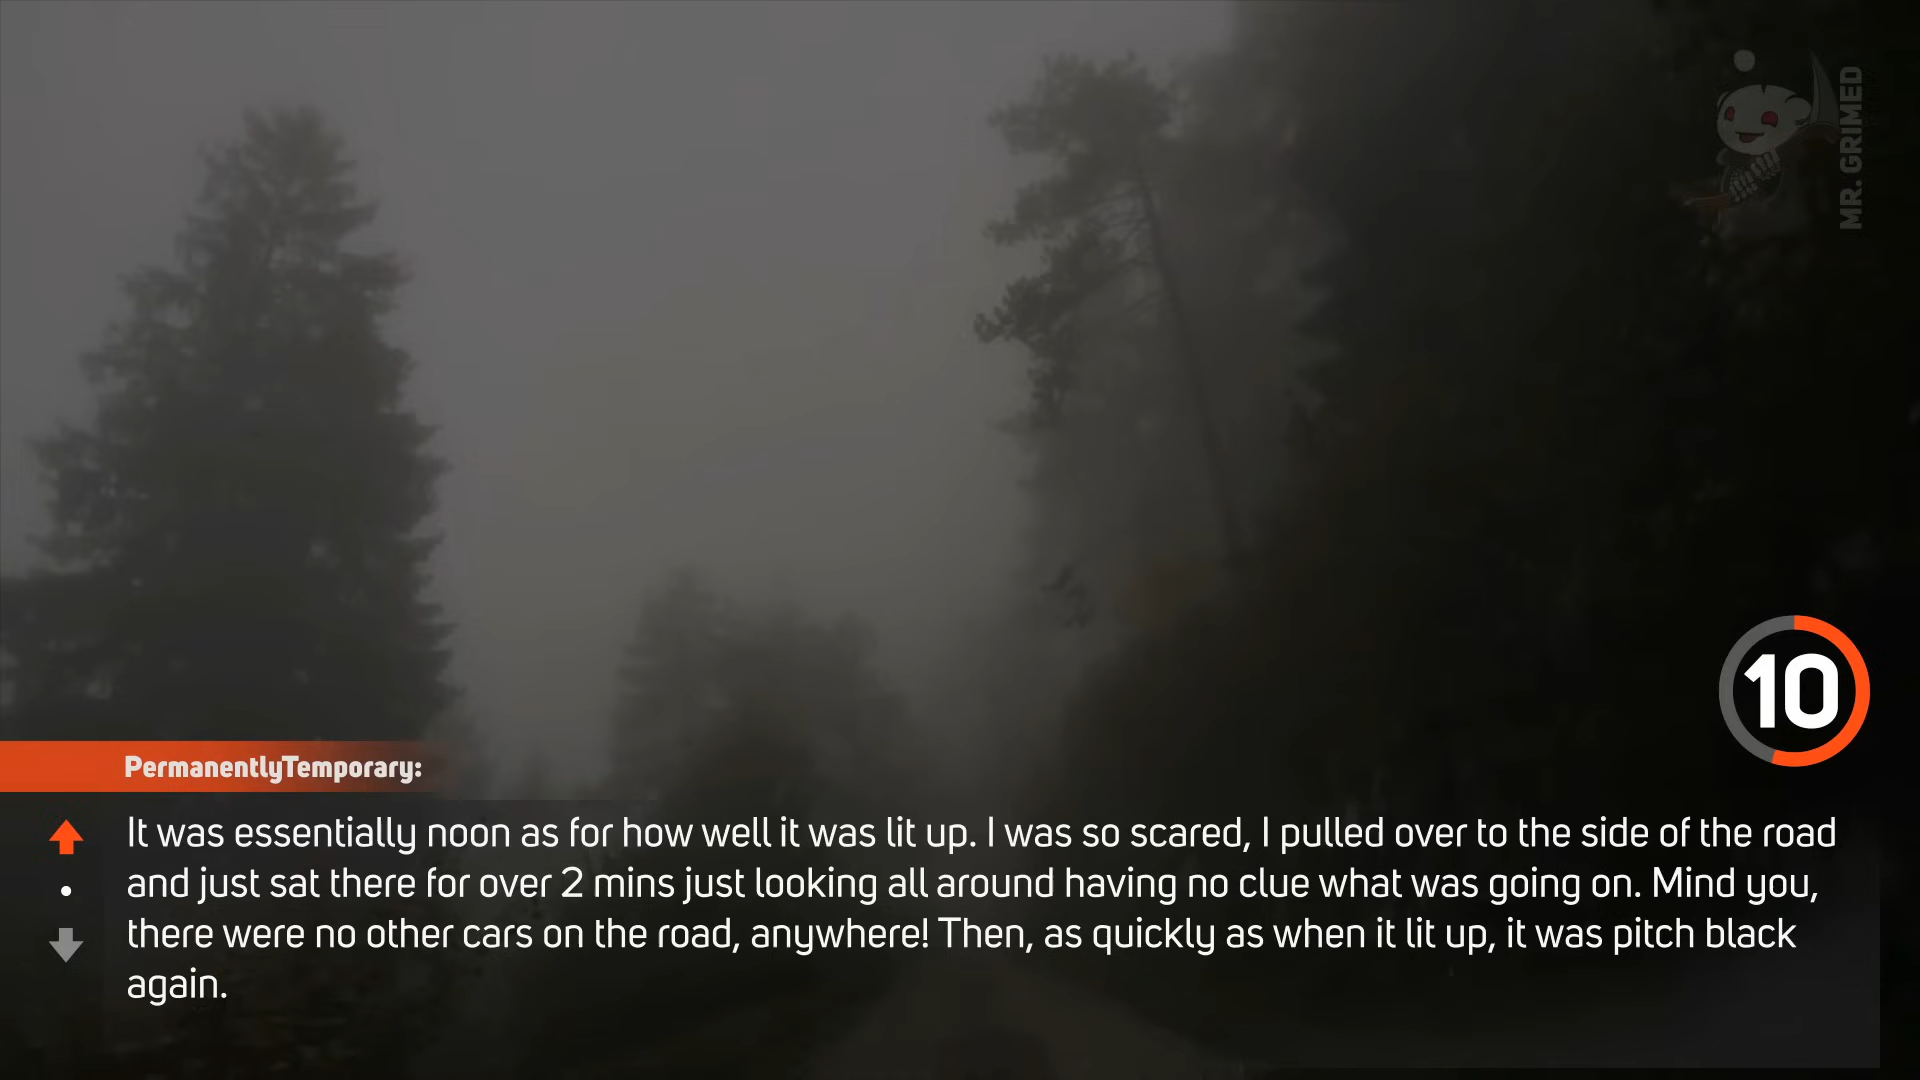 MR. GRIMED
10
PermanentlyTemporary:
It was essentially noon as for how well it was lit up. I was so scared, I pulled over to the side of the road
and just sat there for over 2 mins just looking all around having no clue what was going on. Mind you,
there were no other cars on the road, anywhere! Then, as quickly as when it lit up, it was pitch black
again.